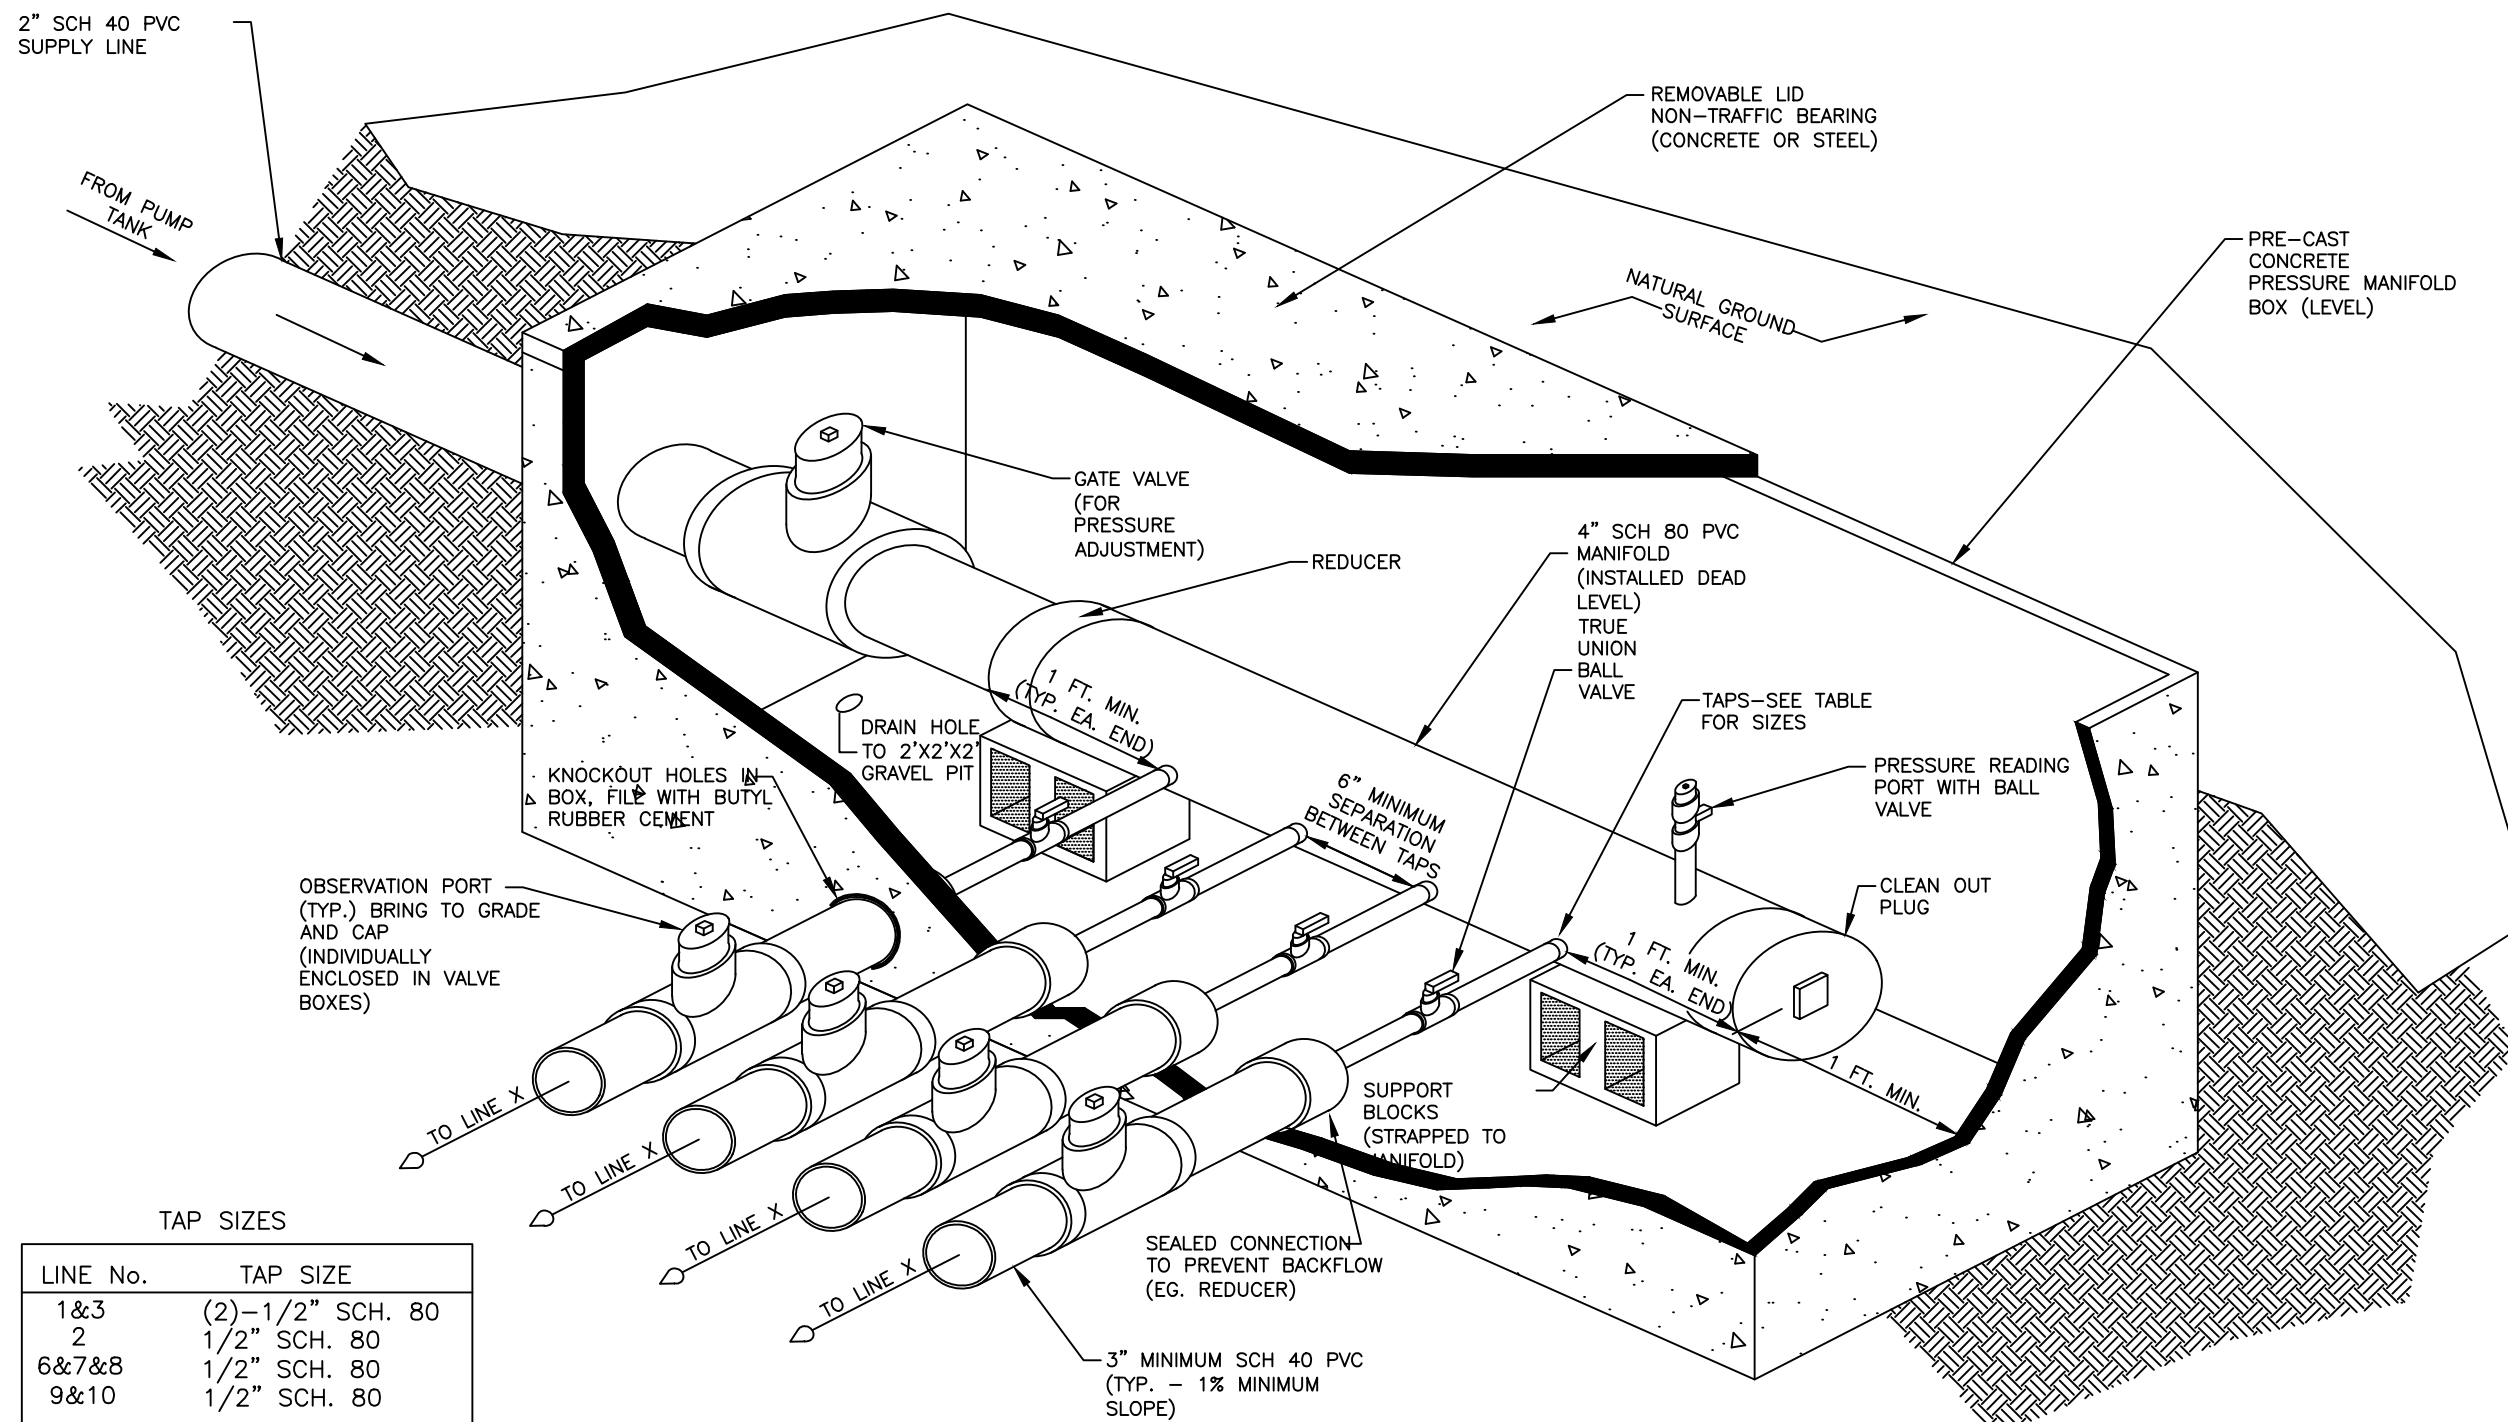 2" SCH 40 PVC
SUPPLY LINE
FROM PUMP
TANK
REMOVABLE LID
NON-TRAFFIC BEARING
(CONCRETE OR STEEL)
NATURAL GROUND
SURFACE
PRE-CAST
CONCRETE
PRESSURE MANIFOLD
BOX (LEVEL)
GATE VALVE
(FOR
PRESSURE
ADJUSTMENT)
REDUCER
4" SCH 80 PVC
MANIFOLD
(INSTALLED DEAD
LEVEL)
TRUE
UNION
BALL
VALVE
TAPS-SEE TABLE
FOR SIZES
PRESSURE READING
PORT WITH BALL
VALVE
CLEAN OUT
PLUG
1 FT. MIN.
(TYP. EA. END)
DRAIN HOLE
TO 2'X2'X2'
GRAVEL PIT
KNOCKOUT HOLES IN
BOX, FILL WITH BUTYL
RUBBER CEMENT
6" MINIMUM
SEPARATION
BETWEEN TAPS
OBSERVATION PORT
(TYP.) BRING TO GRADE
AND CAP
(INDIVIDUALLY
ENCLOSED IN VALVE
BOXES)
1 FT. MIN.
(TYP. EA. END)
1 FT. MIN.
SUPPORT
BLOCKS
(STRAPPED TO
MANIFOLD)
TO LINE X
TO LINE X
TO LINE X
TO LINE X
SEALED CONNECTION
TO PREVENT BACKFLOW
(EG. REDUCER)
3" MINIMUM SCH 40 PVC
(TYP. - 1% MINIMUM
SLOPE)
TAP SIZES
LINE No. TAP SIZE
1&3 (2)-1/2" SCH. 80
2 1/2" SCH. 80
6&7&8 1/2" SCH. 80
9&10 1/2" SCH. 80